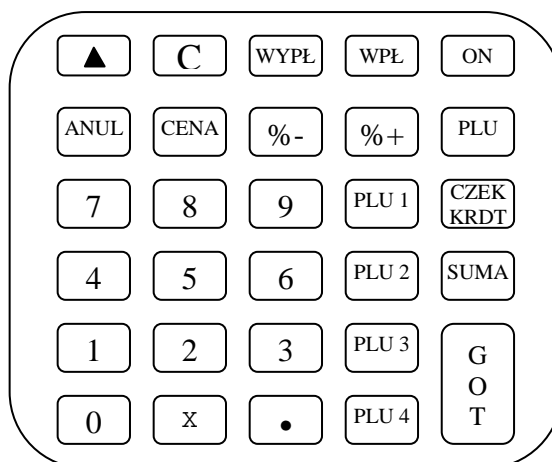 ▲ C WYPŁ WPŁ ON
ANUL CENA %- %+ PLU
7 8 9 PLU 1 CZEK
KRDT
4 5 6 PLU 2 SUMA
1 2 3 PLU 3 G
O
T
0 X • PLU 4